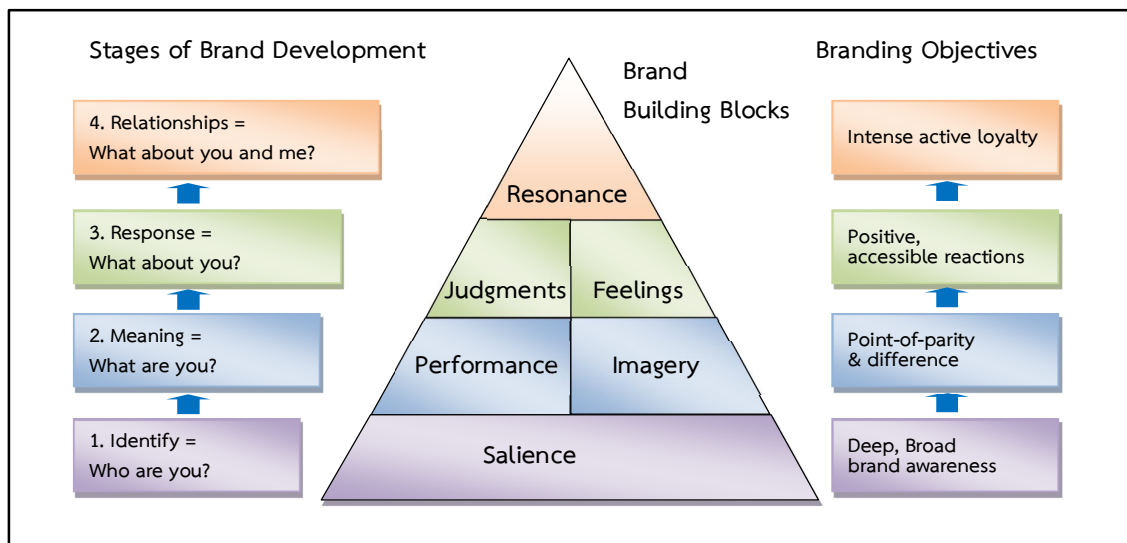 Stages of Brand Development
4. Relationships =
What about you and me?
3. Response =
What about you?
2. Meaning =
What are you?
1. Identify =
Who are you?
Brand
Building Blocks
Resonance
Judgments
Feelings
Performance
Imagery
Salience
Branding Objectives
Intense active loyalty
Positive,
accessible reactions
Point-of-parity
& difference
Deep, Broad
brand awareness